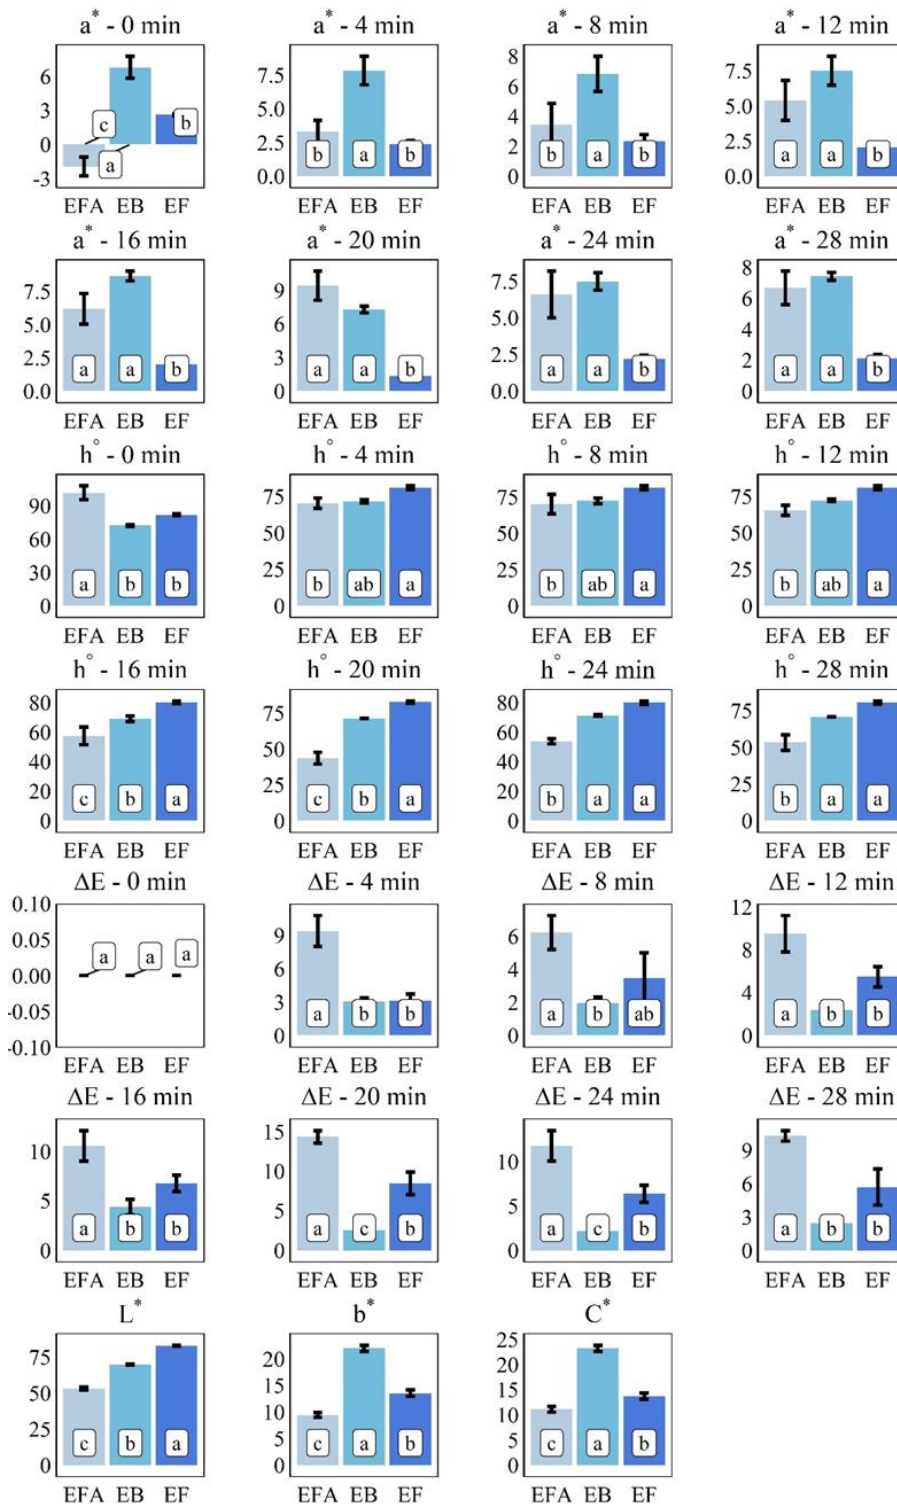 a* - 0 min a* - 4 min a* - 8 min a* - 12 min
6 3 0 -3 c a b
7.5 5.0 2.5 0.0 b a b
8 6 4 2 0 b a b
7.5 5.0 2.5 0.0 a a b
EFA EB EF EFA EB EF EFA EB EF EFA EB EF
a* - 16 min a* - 20 min a* - 24 min a* - 28 min
7.5 5.0 2.5 0.0 a a b
9 6 3 0 a a b
7.5 5.0 2.5 0.0 a a b
8 6 4 2 0 a a b
EFA EB EF EFA EB EF EFA EB EF EFA EB EF
h° - 0 min h° - 4 min h° - 8 min h° - 12 min
90 60 30 0 a b b
75 50 25 0 b ab a
75 50 25 0 b ab a
75 50 25 0 b ab a
EFA EB EF EFA EB EF EFA EB EF EFA EB EF
h° - 16 min h° - 20 min h° - 24 min h° - 28 min
80 60 40 20 0 c b a
75 50 25 0 c b a
80 60 40 20 0 b a a
75 50 25 0 b a a
EFA EB EF EFA EB EF EFA EB EF EFA EB EF
ΔE - 0 min ΔE - 4 min ΔE - 8 min ΔE - 12 min
0.10 0.05 0.00 -0.05 -0.10 a a a
9 6 3 0 a b b
6 4 2 0 a b ab
12 8 4 0 a b b
EFA EB EF EFA EB EF EFA EB EF EFA EB EF
ΔE - 16 min ΔE - 20 min ΔE - 24 min ΔE - 28 min
10 5 0 a b b
15 10 5 0 a c b
10 5 0 a c b
9 6 3 0 a b b
EFA EB EF EFA EB EF EFA EB EF EFA EB EF
L* b* C*
75 50 25 0 c b a
20 15 10 5 0 c a b
25 20 15 10 5 0 c a b
EFA EB EF EFA EB EF EFA EB EF